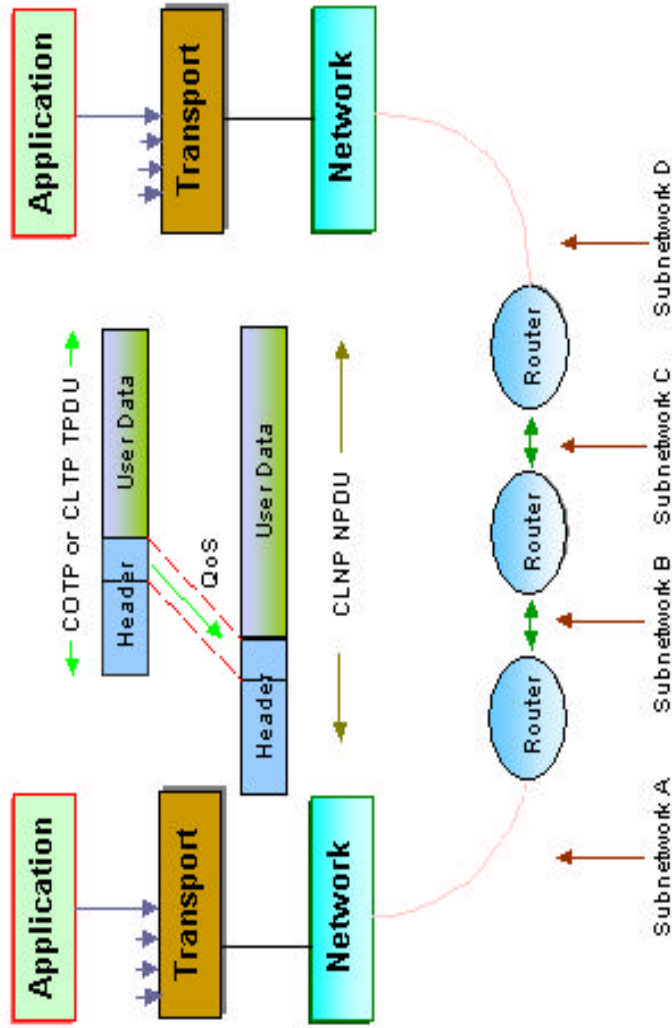 Application
Application
COTP or CLTP TPDU
Header
User Data
Transport
Transport
QoS
Header
User Data
Network
Network
CLNP NPDU
Router
Router
Router
Subnetwork A
Subnetwork B
Subnetwork C
Subnetwork D